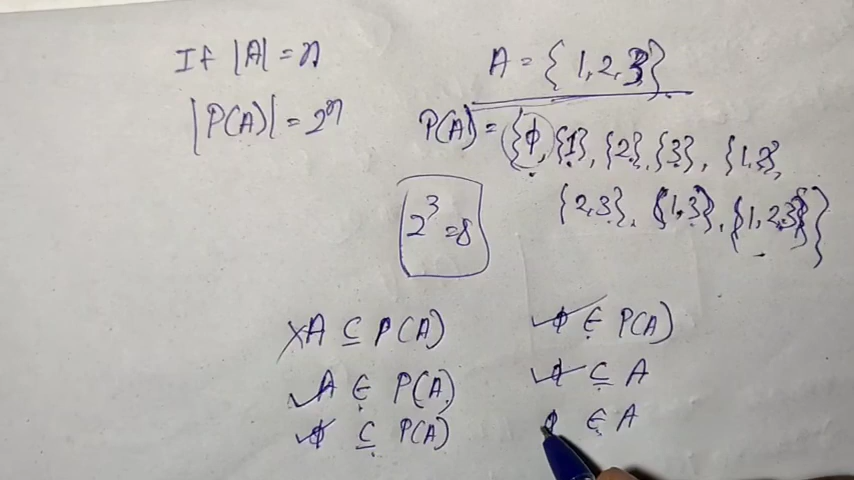 If |A| = n
|P(A)| = 2^n
A = {1,2,3}
P(A) = {ϕ, {1}, {2}, {3}, {1,2},
{2,3}, {1,3}, {1,2,3}}
2^3 = 8
×A ⊆ P(A)
✓A ∈ P(A)
✓ϕ ⊆ P(A)
✓ϕ ∈ P(A)
✓ϕ ⊆ A
ϕ ∈ A